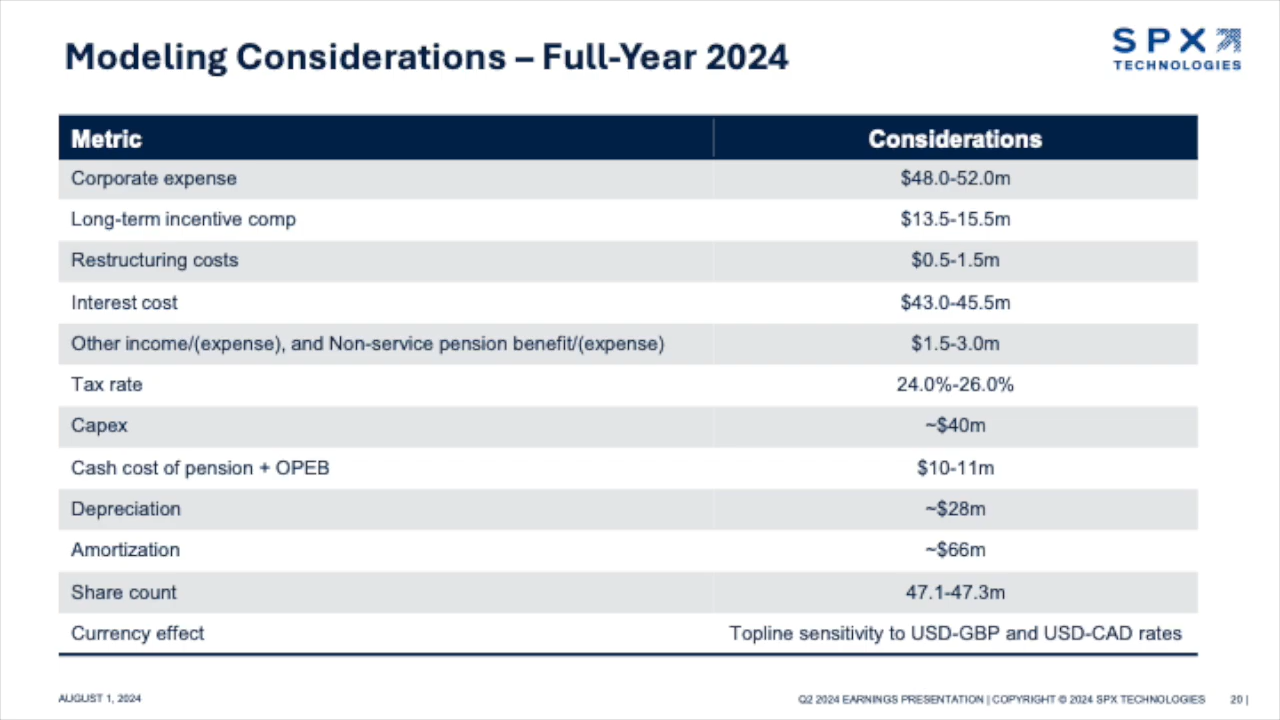 Modeling Considerations – Full-Year 2024
SPX
TECHNOLOGIES
Metric Considerations
Corporate expense $48.0-52.0m
Long-term incentive comp $13.5-15.5m
Restructuring costs $0.5-1.5m
Interest cost $43.0-45.5m
Other income/(expense), and Non-service pension benefit/(expense) $1.5-3.0m
Tax rate 24.0%-26.0%
Capex ~$40m
Cash cost of pension + OPEB $10-11m
Depreciation ~$28m
Amortization ~$66m
Share count 47.1-47.3m
Currency effect Topline sensitivity to USD-GBP and USD-CAD rates
AUGUST 1, 2024 Q2 2024 EARNINGS PRESENTATION | COPYRIGHT © 2024 SPX TECHNOLOGIES 20 |